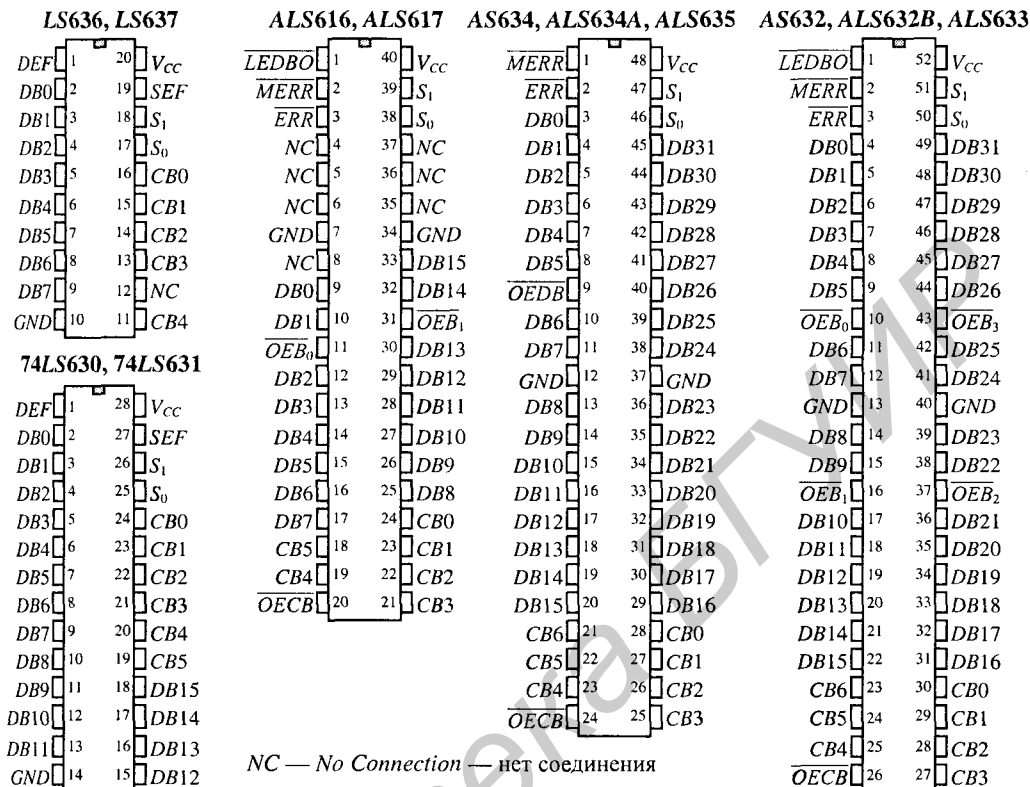 LS636, LS637
DEF 1 20 VCC
DB0 2 19 SEF
DB1 3 18 S1
DB2 4 17 S0
DB3 5 16 CB0
DB4 6 15 CB1
DB5 7 14 CB2
DB6 8 13 CB3
DB7 9 12 NC
GND 10 11 CB4
74LS630, 74LS631
DEF 1 28 VCC
DB0 2 27 SEF
DB1 3 26 S1
DB2 4 25 S0
DB3 5 24 CB0
DB4 6 23 CB1
DB5 7 22 CB2
DB6 8 21 CB3
DB7 9 20 CB4
DB8 10 19 CB5
DB9 11 18 DB15
DB10 12 17 DB14
DB11 13 16 DB13
GND 14 15 DB12
ALS616, ALS617
LEDBO 1 40 VCC
MERR 2 39 S1
ERR 3 38 S0
NC 4 37 NC
NC 5 36 NC
NC 6 35 NC
GND 7 34 GND
NC 8 33 DB15
DB0 9 32 DB14
DB1 10 31 OEB1
OEB0 11 30 DB13
DB2 12 29 DB12
DB3 13 28 DB11
DB4 14 27 DB10
DB5 15 26 DB9
DB6 16 25 DB8
DB7 17 24 CB0
CB5 18 23 CB1
CB4 19 22 CB2
OECB 20 21 CB3
AS634, ALS634A, ALS635
MERR 1 48 VCC
ERR 2 47 S1
DB0 3 46 S0
DB1 4 45 DB31
DB2 5 44 DB30
DB3 6 43 DB29
DB4 7 42 DB28
DB5 8 41 DB27
OEDB 9 40 DB26
DB6 10 39 DB25
DB7 11 38 DB24
GND 12 37 GND
DB8 13 36 DB23
DB9 14 35 DB22
DB10 15 34 DB21
DB11 16 33 DB20
DB12 17 32 DB19
DB13 18 31 DB18
DB14 19 30 DB17
DB15 20 29 DB16
CB6 21 28 CB0
CB5 22 27 CB1
CB4 23 26 CB2
OECB 24 25 CB3
AS632, ALS632B, ALS633
LEDBO 1 52 VCC
MERR 2 51 S1
ERR 3 50 S0
DB0 4 49 DB31
DB1 5 48 DB30
DB2 6 47 DB29
DB3 7 46 DB28
DB4 8 45 DB27
DB5 9 44 DB26
OEB0 10 43 OEB3
DB6 11 42 DB25
DB7 12 41 DB24
GND 13 40 GND
DB8 14 39 DB23
DB9 15 38 DB22
OEB1 16 37 OEB2
DB10 17 36 DB21
DB11 18 35 DB20
DB12 19 34 DB19
DB13 20 33 DB18
DB14 21 32 DB17
DB15 22 31 DB16
CB6 23 30 CB0
CB5 24 29 CB1
CB4 25 28 CB2
OECB 26 27 CB3
NC — No Connection — нет соединения
БГУИР